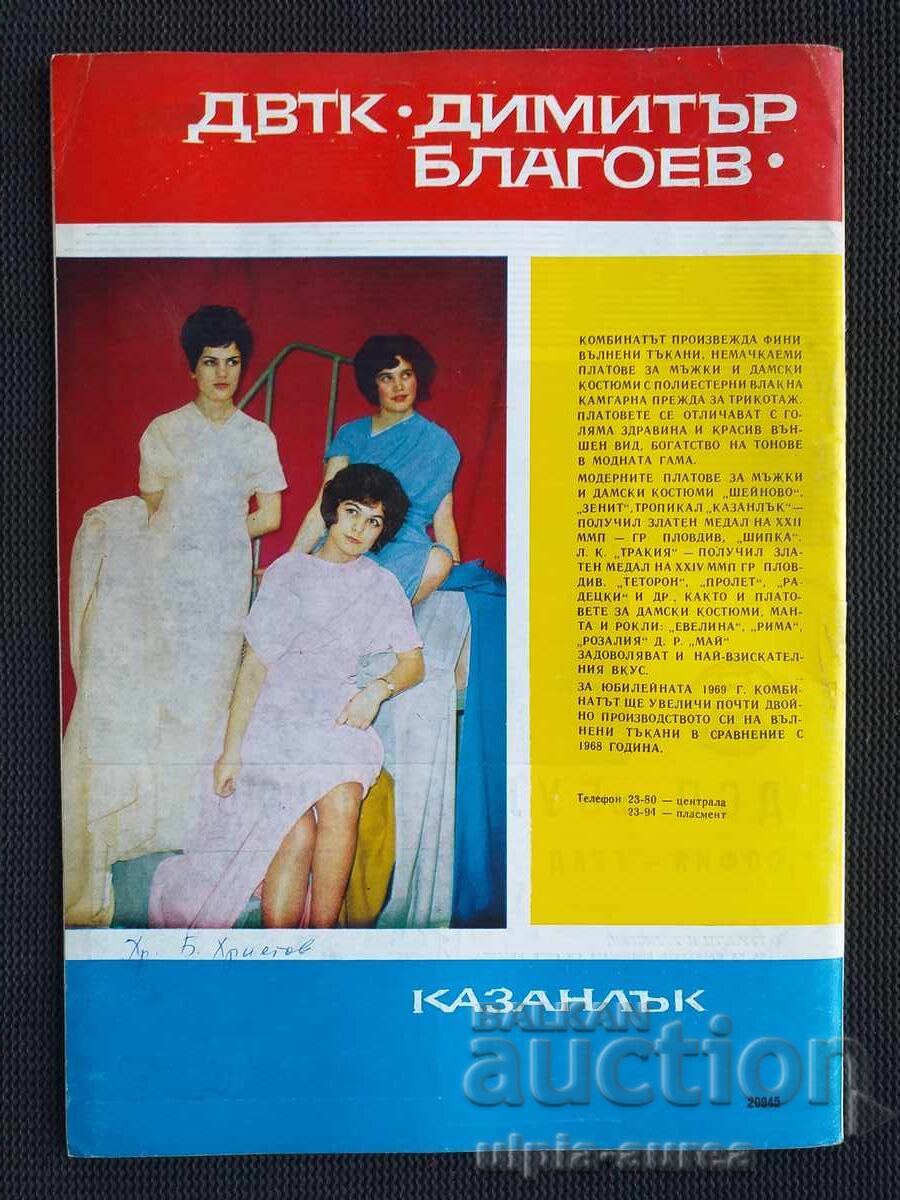 ДВТК · ДИМИТЪР
БЛАГОЕВ ·
КОМБИНАТЪТ ПРОИЗВЕЖДА ФИНИ
ВЪЛНЕНИ ТЪКАНИ, НЕМАЧКАЕМИ
ПЛАТОВЕ ЗА МЪЖКИ И ДАМСКИ
КОСТЮМИ С ПОЛИЕСТЕРНИ ВЛАКНА
КАМГАРНА ПРЕЖДА ЗА ТРИКОТАЖ.
ПЛАТОВЕТЕ СЕ ОТЛИЧАВАТ С ГО-
ЛЯМА ЗДРАВИНА И КРАСИВ ВЪН-
ШЕН ВИД, БОГАТСТВО НА ТОНОВЕ
В МОДНАТА ГАМА.
МОДЕРНИТЕ ПЛАТОВЕ ЗА МЪЖКИ
И ДАМСКИ КОСТЮМИ „ШЕЙНОВО",
„ЗЕНИТ", ТРОПИКАЛ „КАЗАНЛЪК"—
ПОЛУЧИЛ ЗЛАТЕН МЕДАЛ НА XXII
ММП — ГР ПЛОВДИВ, „ШИПКА",
Л. К. „ТРАКИЯ" — ПОЛУЧИЛ ЗЛА-
ТЕН МЕДАЛ НА XXIV ММП ГР ПЛОВ-
ДИВ. „ТЕТОРОН", „ПРОЛЕТ", „РА-
ДЕЦКИ" И ДР., КАКТО И ПЛАТО-
ВЕТЕ ЗА ДАМСКИ КОСТЮМИ, МАН-
ТА И РОКЛИ: „ЕВЕЛИНА", „РИМА",
„РОЗАЛИЯ" Д. Р. „МАЙ"
ЗАДОВОЛЯВАТ И НАЙ-ВЗИСКАТЕЛ-
НИЯ ВКУС.
ЗА ЮБИЛЕЙНАТА 1969 Г. КОМБИ-
НАТЪТ ЩЕ УВЕЛИЧИ ПОЧТИ ДВОЙ-
НО ПРОИЗВОДСТВОТО СИ НА ВЪЛ-
НЕНИ ТЪКАНИ В СРАВНЕНИЕ С
1968 ГОДИНА.
Телефон 23-80 — централа
23-94 — пласмент
Хр. Б. Христов
КАЗАНЛЪК
BALKAN
auction
20945
ulpia-aurea